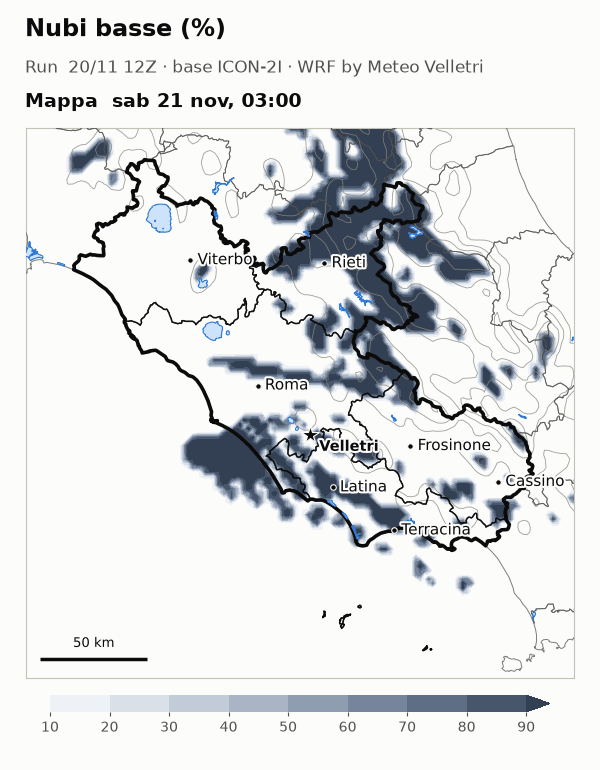 Nubi basse (%)
Run  20/11 12Z · base ICON-2I · WRF by Meteo Velletri
Mappa  sab 21 nov, 03:00
Viterbo
Rieti
Roma
Velletri
Frosinone
Cassino
Latina
Terracina
50 km
10 20 30 40 50 60 70 80 90